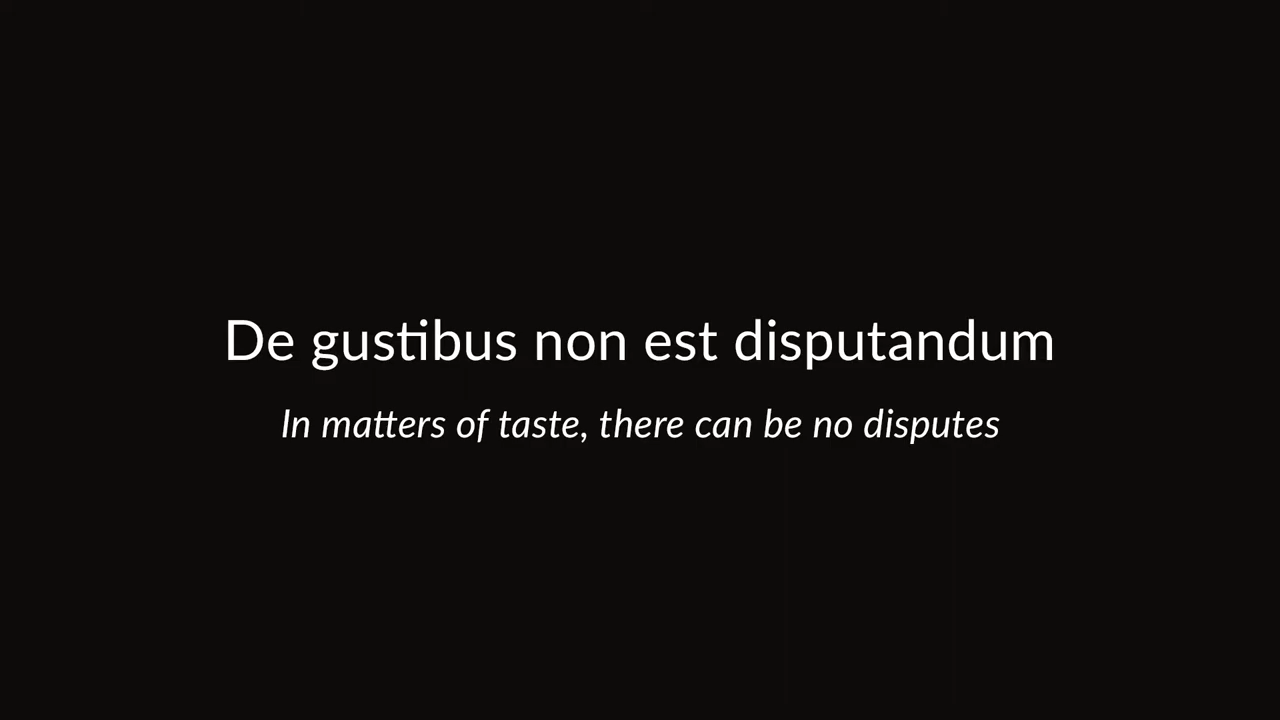 De gustibus non est disputandum
In matters of taste, there can be no disputes